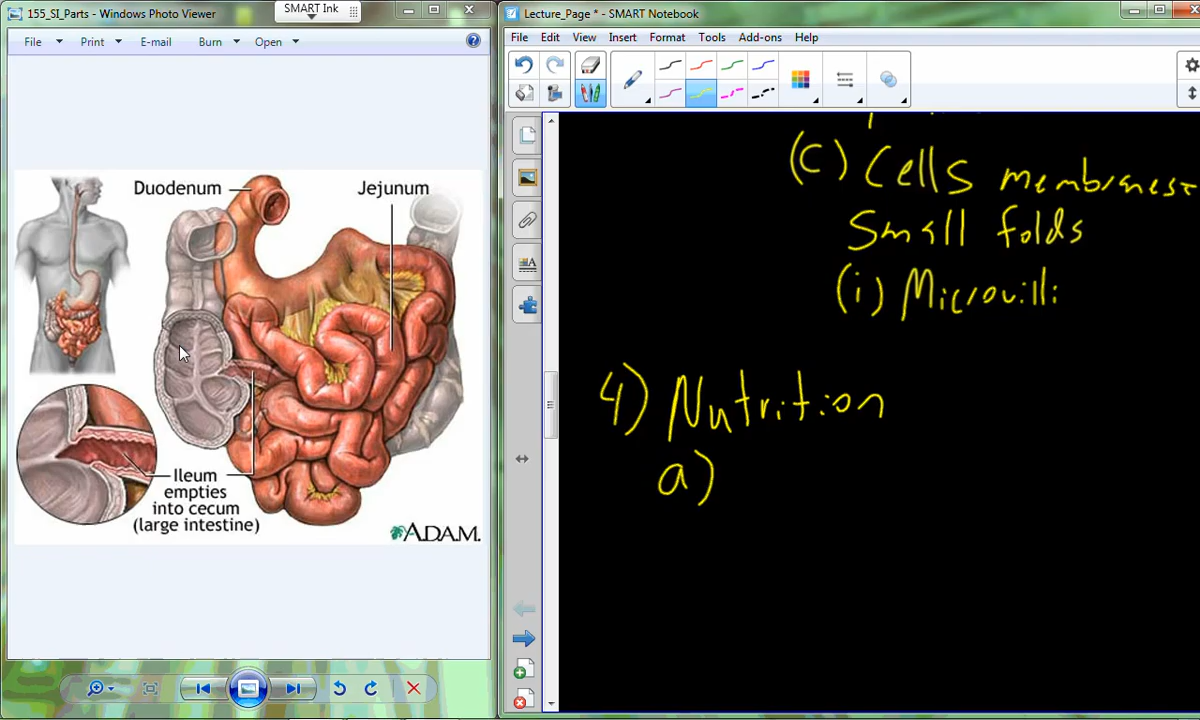 155_SI_Parts - Windows Photo Viewer
SMART Ink
File Print E-mail Burn Open
Duodenum
Jejunum
Ileum
empties
into cecum
(large intestine)
A.D.A.M.
Lecture_Page * - SMART Notebook
File Edit View Insert Format Tools Add-ons Help
(C) Cells membranes
Small folds
(i) Microvilli
4) Nutrition
a)